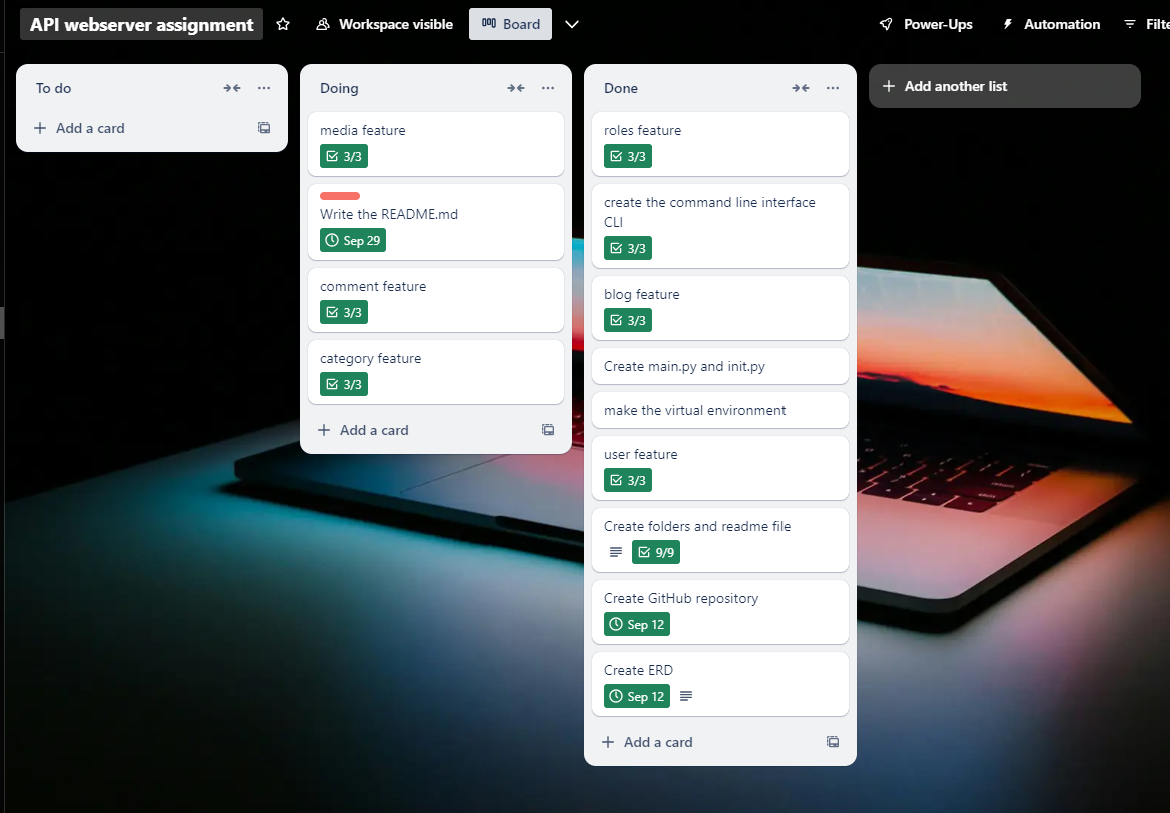 API webserver assignment
Workspace visible
Board
Power-Ups
Automation
Filte
To do
Add a card
Doing
media feature
3/3
Write the README.md
Sep 29
comment feature
3/3
category feature
3/3
Add a card
Done
roles feature
3/3
create the command line interface
CLI
3/3
blog feature
3/3
Create main.py and init.py
make the virtual environment
user feature
3/3
Create folders and readme file
9/9
Create GitHub repository
Sep 12
Create ERD
Sep 12
Add a card
Add another list